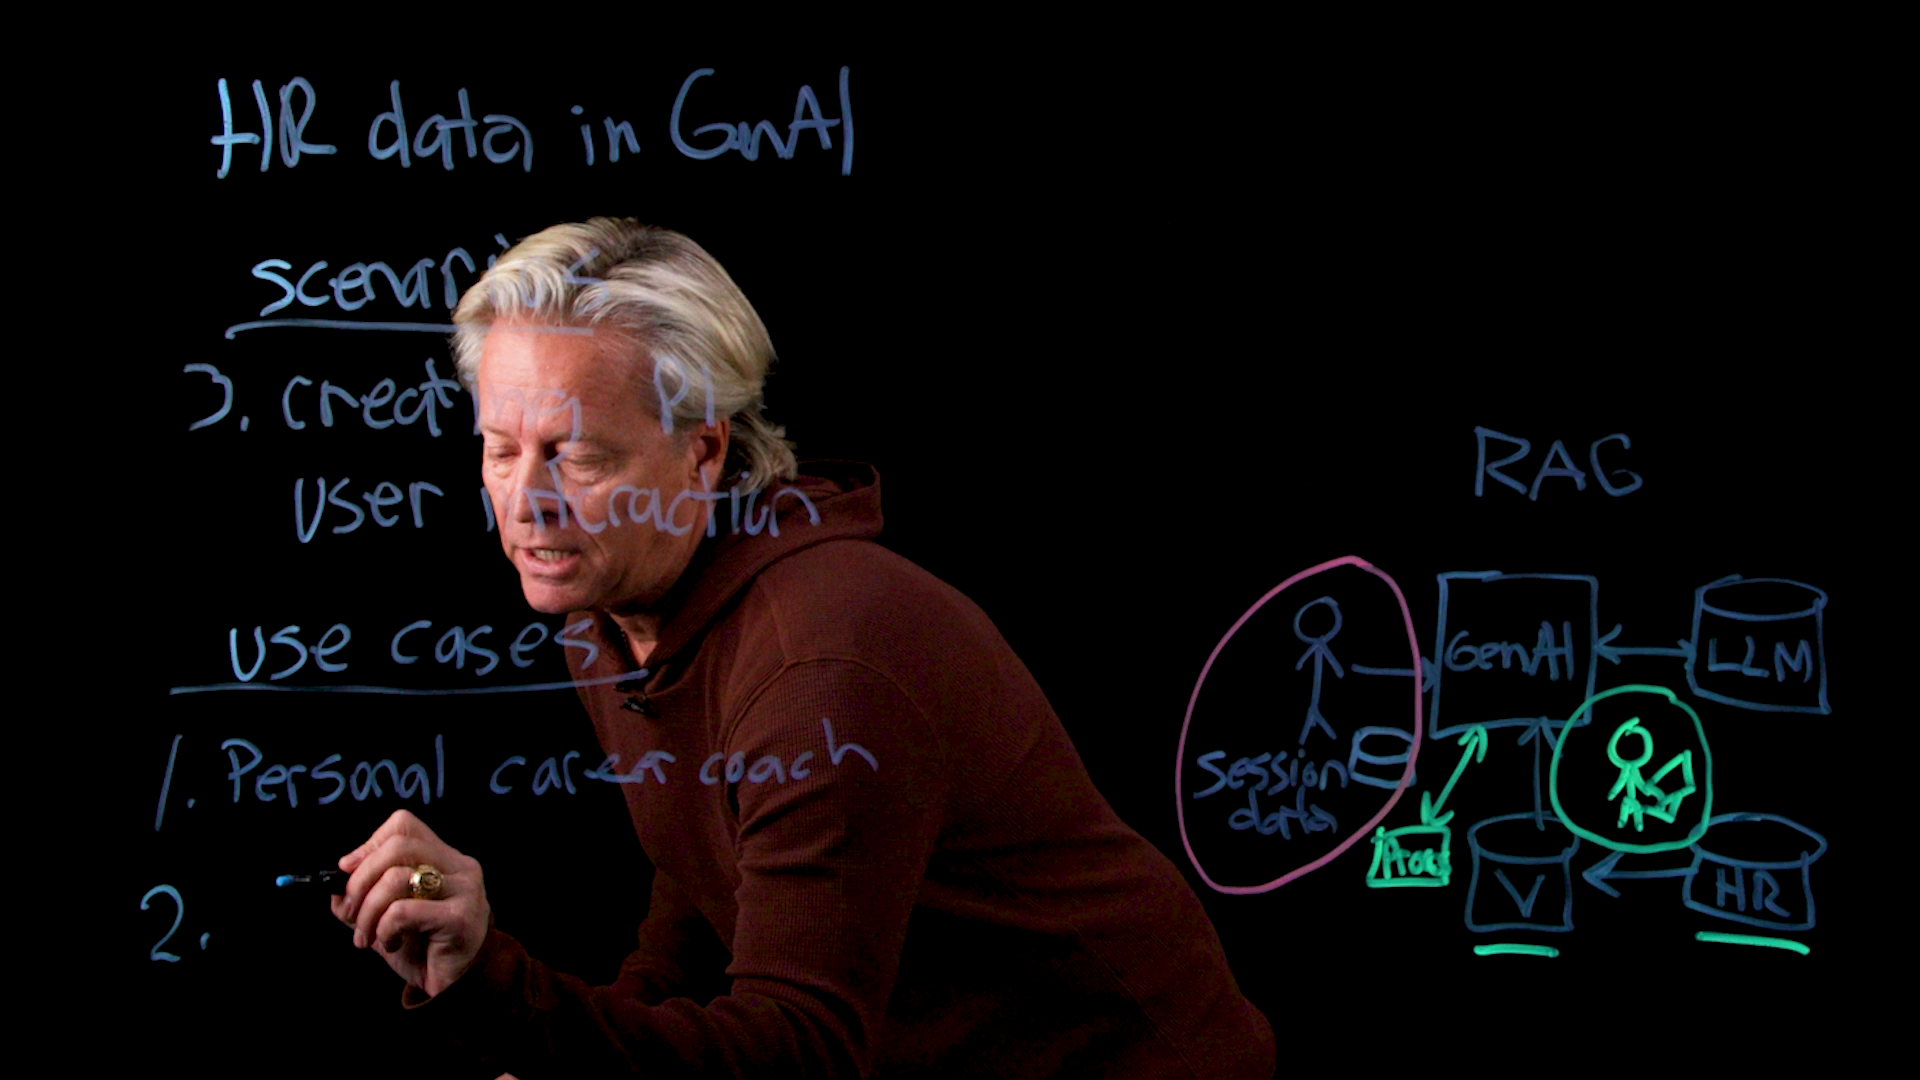 HR data in GenAI
scenarios
3. creating PI
user interaction
use cases
1. Personal career coach
2.
RAG
GenAI
LLM
session
data
Proc
V
HR